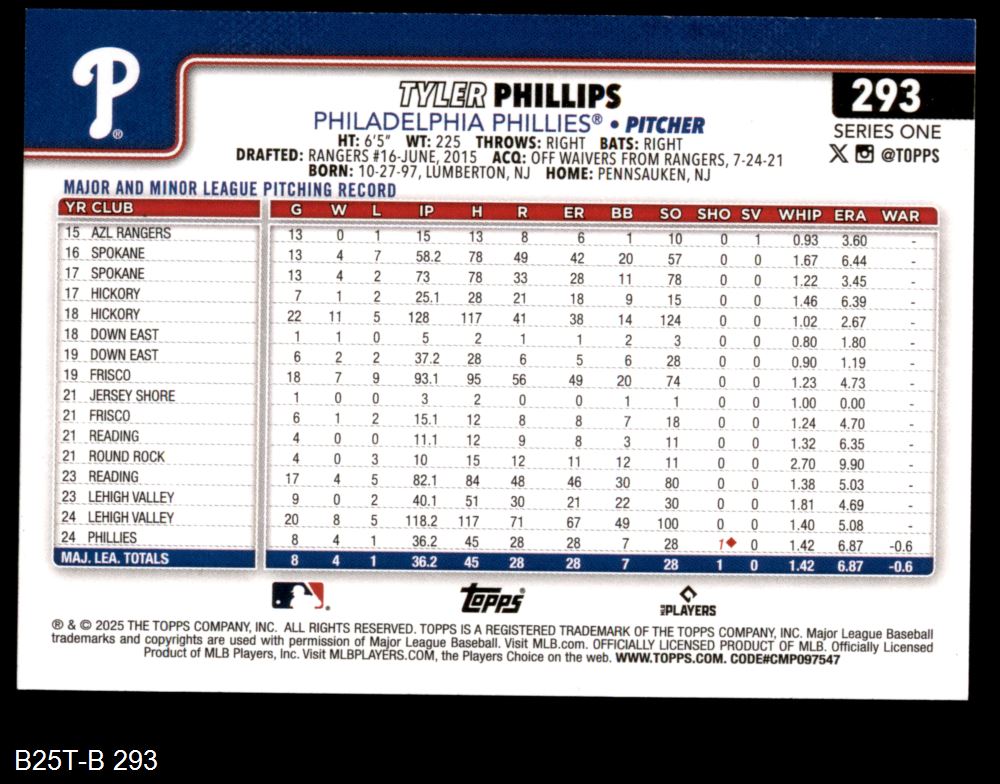 P®
TYLER PHILLIPS
293
PHILADELPHIA PHILLIES® • PITCHER
SERIES ONE
HT: 6'5" WT: 225 THROWS: RIGHT BATS: RIGHT
@TOPPS
DRAFTED: RANGERS #16-JUNE, 2015 ACQ: OFF WAIVERS FROM RANGERS, 7-24-21
BORN: 10-27-97, LUMBERTON, NJ HOME: PENNSAUKEN, NJ
MAJOR AND MINOR LEAGUE PITCHING RECORD
YR CLUB G W L IP H R ER BB SO SHO SV WHIP ERA WAR
15 AZL RANGERS 13 0 1 15 13 8 6 1 10 0 1 0.93 3.60 -
16 SPOKANE 13 4 7 58.2 78 49 42 20 57 0 0 1.67 6.44 -
17 SPOKANE 13 4 2 73 78 33 28 11 78 0 0 1.22 3.45 -
17 HICKORY 7 1 2 25.1 28 21 18 9 15 0 0 1.46 6.39 -
18 HICKORY 22 11 5 128 117 41 38 14 124 0 0 1.02 2.67 -
18 DOWN EAST 1 1 0 5 2 1 1 2 3 0 0 0.80 1.80 -
19 DOWN EAST 6 2 2 37.2 28 6 5 6 28 0 0 0.90 1.19 -
19 FRISCO 18 7 9 93.1 95 56 49 20 74 0 0 1.23 4.73 -
21 JERSEY SHORE 1 0 0 3 2 0 0 1 1 0 0 1.00 0.00 -
21 FRISCO 6 1 2 15.1 12 8 8 7 18 0 0 1.24 4.70 -
21 READING 4 0 0 11.1 12 9 8 3 11 0 0 1.32 6.35 -
21 ROUND ROCK 4 0 3 10 15 12 11 12 11 0 0 2.70 9.90 -
23 READING 17 4 5 82.1 84 48 46 30 80 0 0 1.38 5.03 -
23 LEHIGH VALLEY 9 0 2 40.1 51 30 21 22 30 0 0 1.81 4.69 -
24 LEHIGH VALLEY 20 8 5 118.2 117 71 67 49 100 0 0 1.40 5.08 -
24 PHILLIES 8 4 1 36.2 45 28 28 7 28 1♦ 0 1.42 6.87 -0.6
MAJ. LEA. TOTALS 8 4 1 36.2 45 28 28 7 28 1 0 1.42 6.87 -0.6
TOPPS®
MLB PLAYERS
® & © 2025 THE TOPPS COMPANY, INC. ALL RIGHTS RESERVED. TOPPS IS A REGISTERED TRADEMARK OF THE TOPPS COMPANY, INC. Major League Baseball
trademarks and copyrights are used with permission of Major League Baseball. Visit MLB.com. OFFICIALLY LICENSED PRODUCT OF MLB. Officially Licensed
Product of MLB Players, Inc. Visit MLBPLAYERS.COM, the Players Choice on the web. WWW.TOPPS.COM. CODE#CMP097547
B25T-B 293